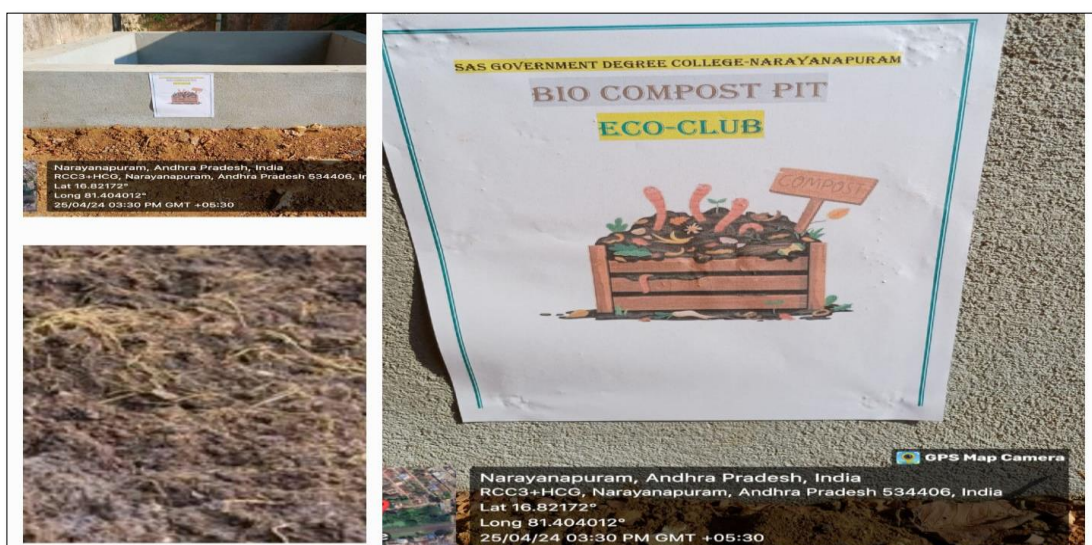 Narayanapuram, Andhra Pradesh, India
RCC3+HCG, Narayanapuram, Andhra Pradesh 534406, I
Lat 16.82172°
Long 81.404012°
25/04/24 03:30 PM GMT +05:30
SAS GOVERNMENT DEGREE COLLEGE-NARAYANAPURAM
BIO COMPOST PIT
ECO-CLUB
COMPOST
GPS Map Camera
Narayanapuram, Andhra Pradesh, India
RCC3+HCG, Narayanapuram, Andhra Pradesh 534406, India
Lat 16.82172°
Long 81.404012°
25/04/24 03:30 PM GMT +05:30